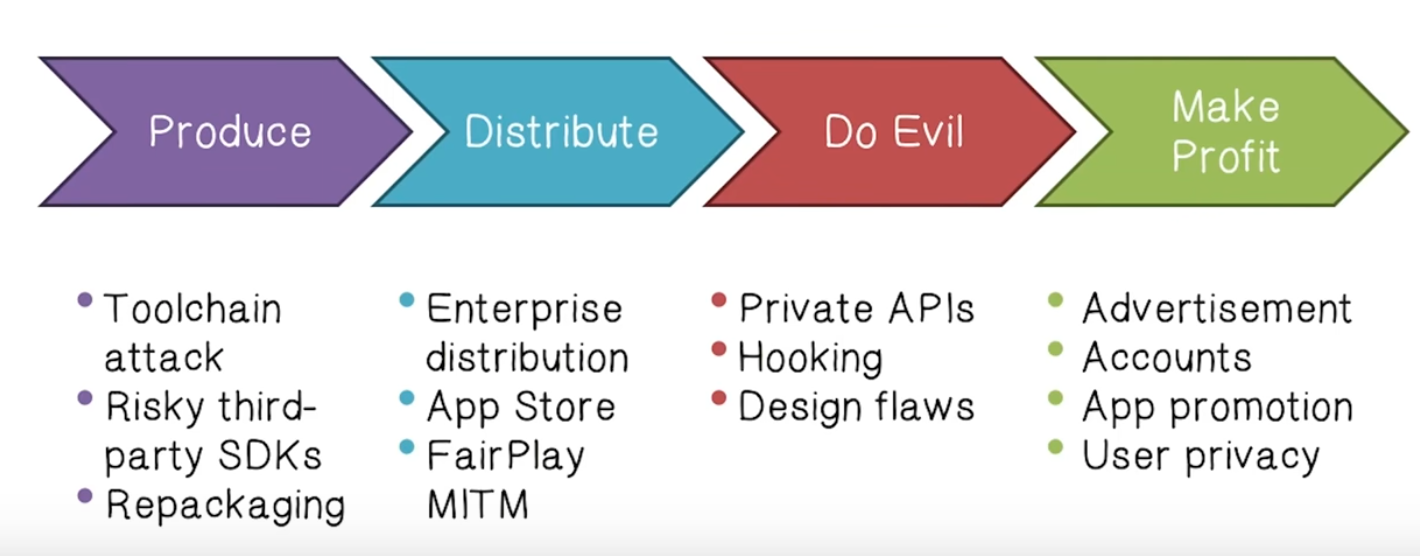 Produce
Distribute
Do Evil
Make
Profit
• Toolchain
attack
• Risky third-
party SDKs
• Repackaging
• Enterprise
distribution
• App Store
• FairPlay
MITM
• Private APIs
• Hooking
• Design flaws
• Advertisement
• Accounts
• App promotion
• User privacy